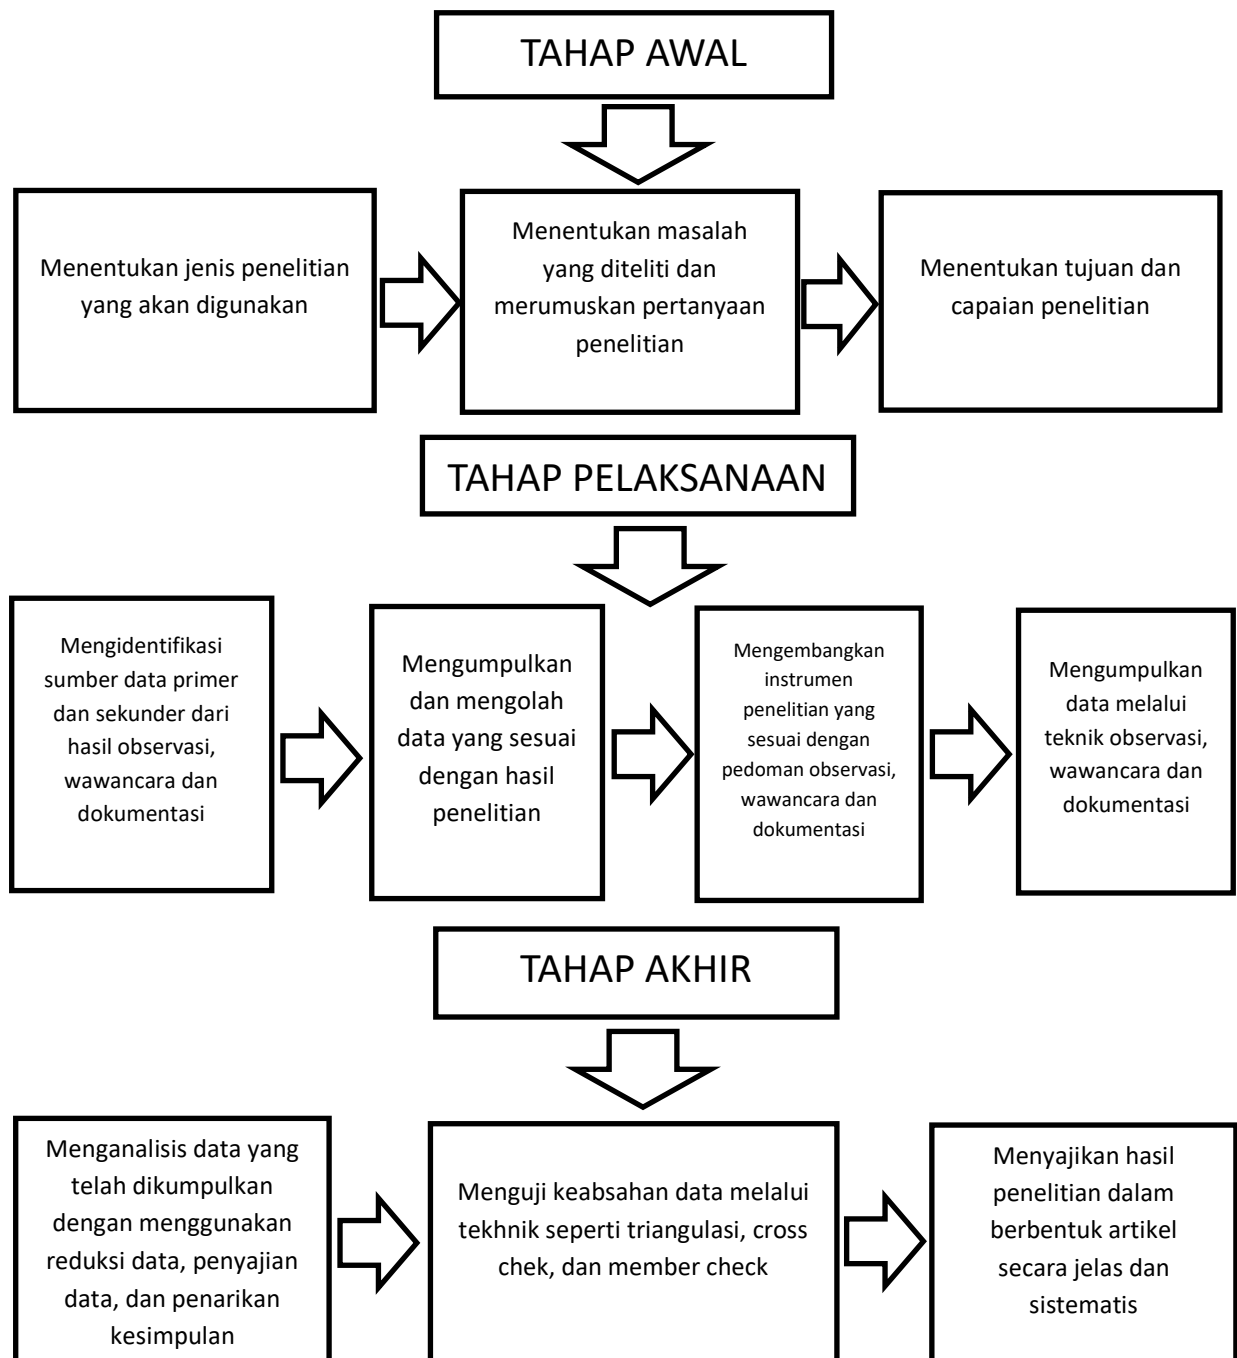 TAHAP AWAL
Menentukan jenis penelitian
yang akan digunakan
Menentukan masalah
yang diteliti dan
merumuskan pertanyaan
penelitian
Menentukan tujuan dan
capaian penelitian
TAHAP PELAKSANAAN
Mengidentifikasi
sumber data primer
dan sekunder dari
hasil observasi,
wawancara dan
dokumentasi
Mengumpulkan
dan mengolah
data yang sesuai
dengan hasil
penelitian
Mengembangkan
instrumen
penelitian yang
sesuai dengan
pedoman observasi,
wawancara dan
dokumentasi
Mengumpulkan
data melalui
teknik observasi,
wawancara dan
dokumentasi
TAHAP AKHIR
Menganalisis data yang
telah dikumpulkan
dengan menggunakan
reduksi data, penyajian
data, dan penarikan
kesimpulan
Menguji keabsahan data melalui
tekhnik seperti triangulasi, cross
chek, dan member check
Menyajikan hasil
penelitian dalam
berbentuk artikel
secara jelas dan
sistematis